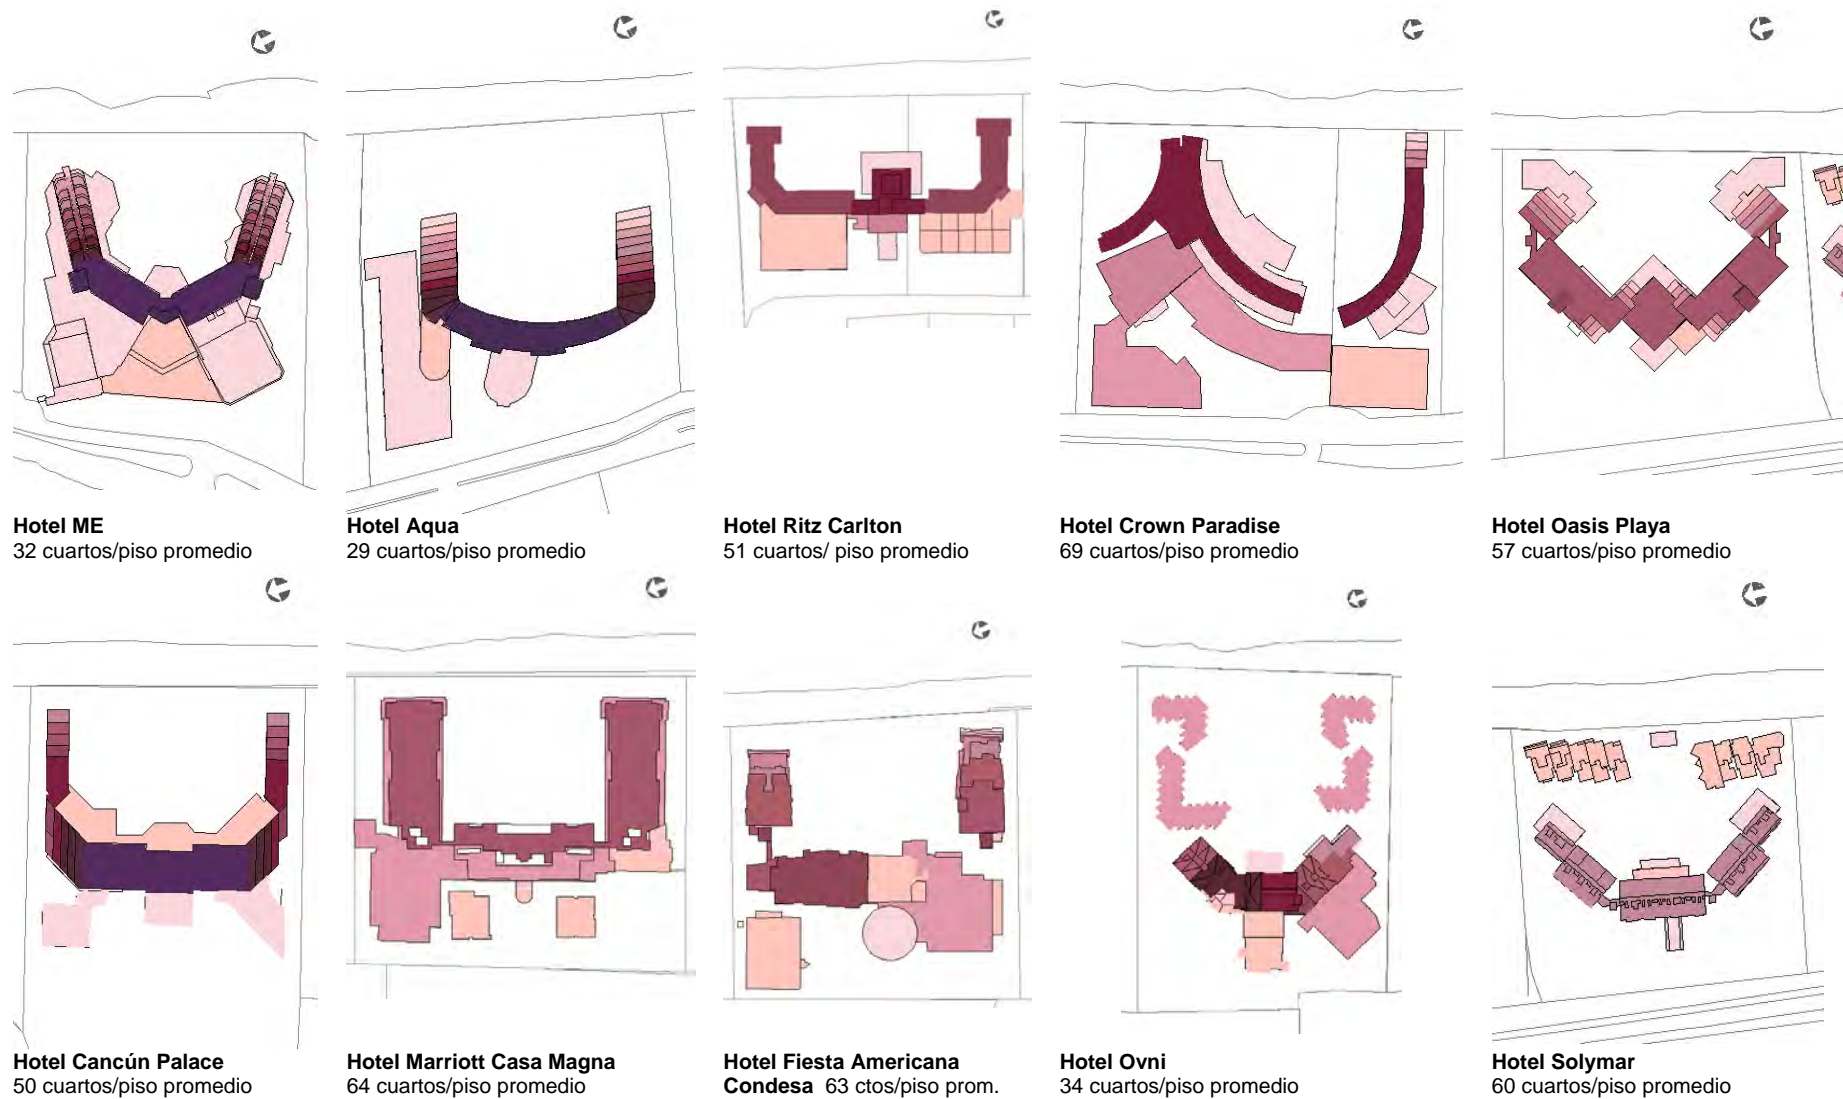 Hotel ME
32 cuartos/piso promedio
Hotel Aqua
29 cuartos/piso promedio
Hotel Ritz Carlton
51 cuartos/ piso promedio
Hotel Crown Paradise
69 cuartos/piso promedio
Hotel Oasis Playa
57 cuartos/piso promedio
Hotel Cancún Palace
50 cuartos/piso promedio
Hotel Marriott Casa Magna
64 cuartos/piso promedio
Hotel Fiesta Americana
Condesa 63 ctos/piso prom.
Hotel Ovni
34 cuartos/piso promedio
Hotel Solymar
60 cuartos/piso promedio